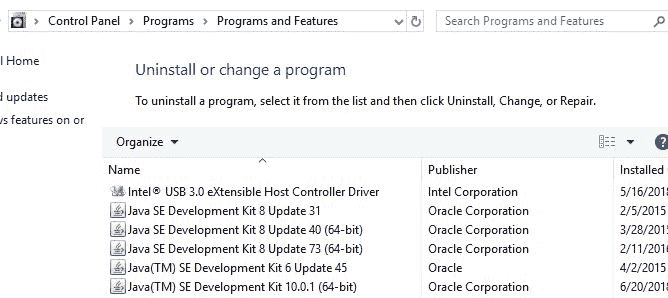 Control Panel > Programs > Programs and Features
Search Programs and Features
l Home
Uninstall or change a program
d updates
To uninstall a program, select it from the list and then click Uninstall, Change, or Repair.
vs features on or
Organize
Name Publisher Installed
Intel® USB 3.0 eXtensible Host Controller Driver Intel Corporation 5/16/2018
Java SE Development Kit 8 Update 31 Oracle Corporation 2/5/2015
Java SE Development Kit 8 Update 40 (64-bit) Oracle Corporation 3/28/2015
Java SE Development Kit 8 Update 73 (64-bit) Oracle Corporation 2/11/201
Java(TM) SE Development Kit 6 Update 45 Oracle 4/2/2015
Java(TM) SE Development Kit 10.0.1 (64-bit) Oracle Corporation 6/20/2018